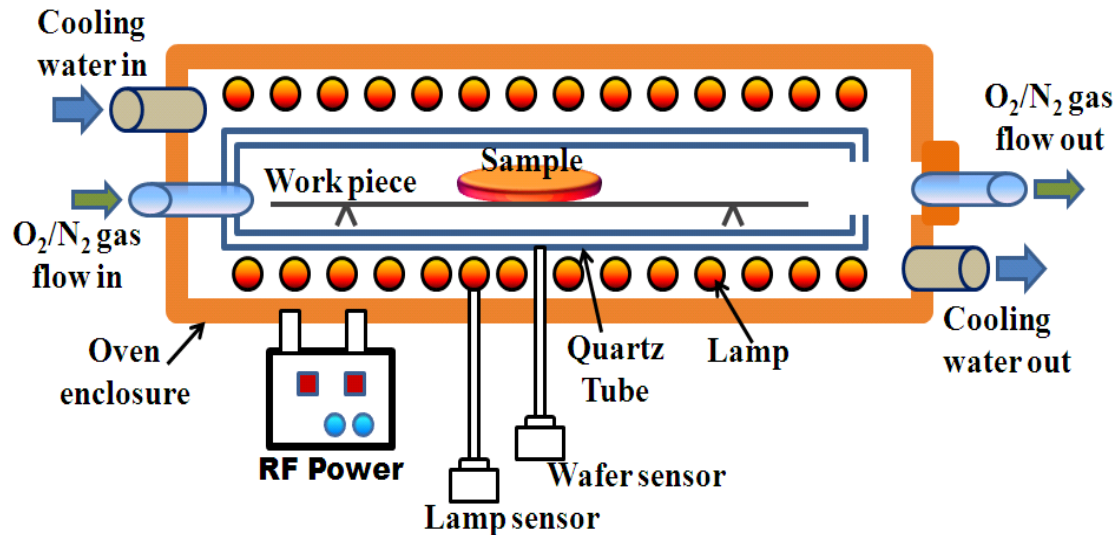 Cooling
water in
O₂/N₂ gas
flow out
Sample
Work piece
O₂/N₂ gas
flow in
Oven
enclosure
Quartz
Tube
Lamp
Cooling
water out
RF Power
Wafer sensor
Lamp sensor